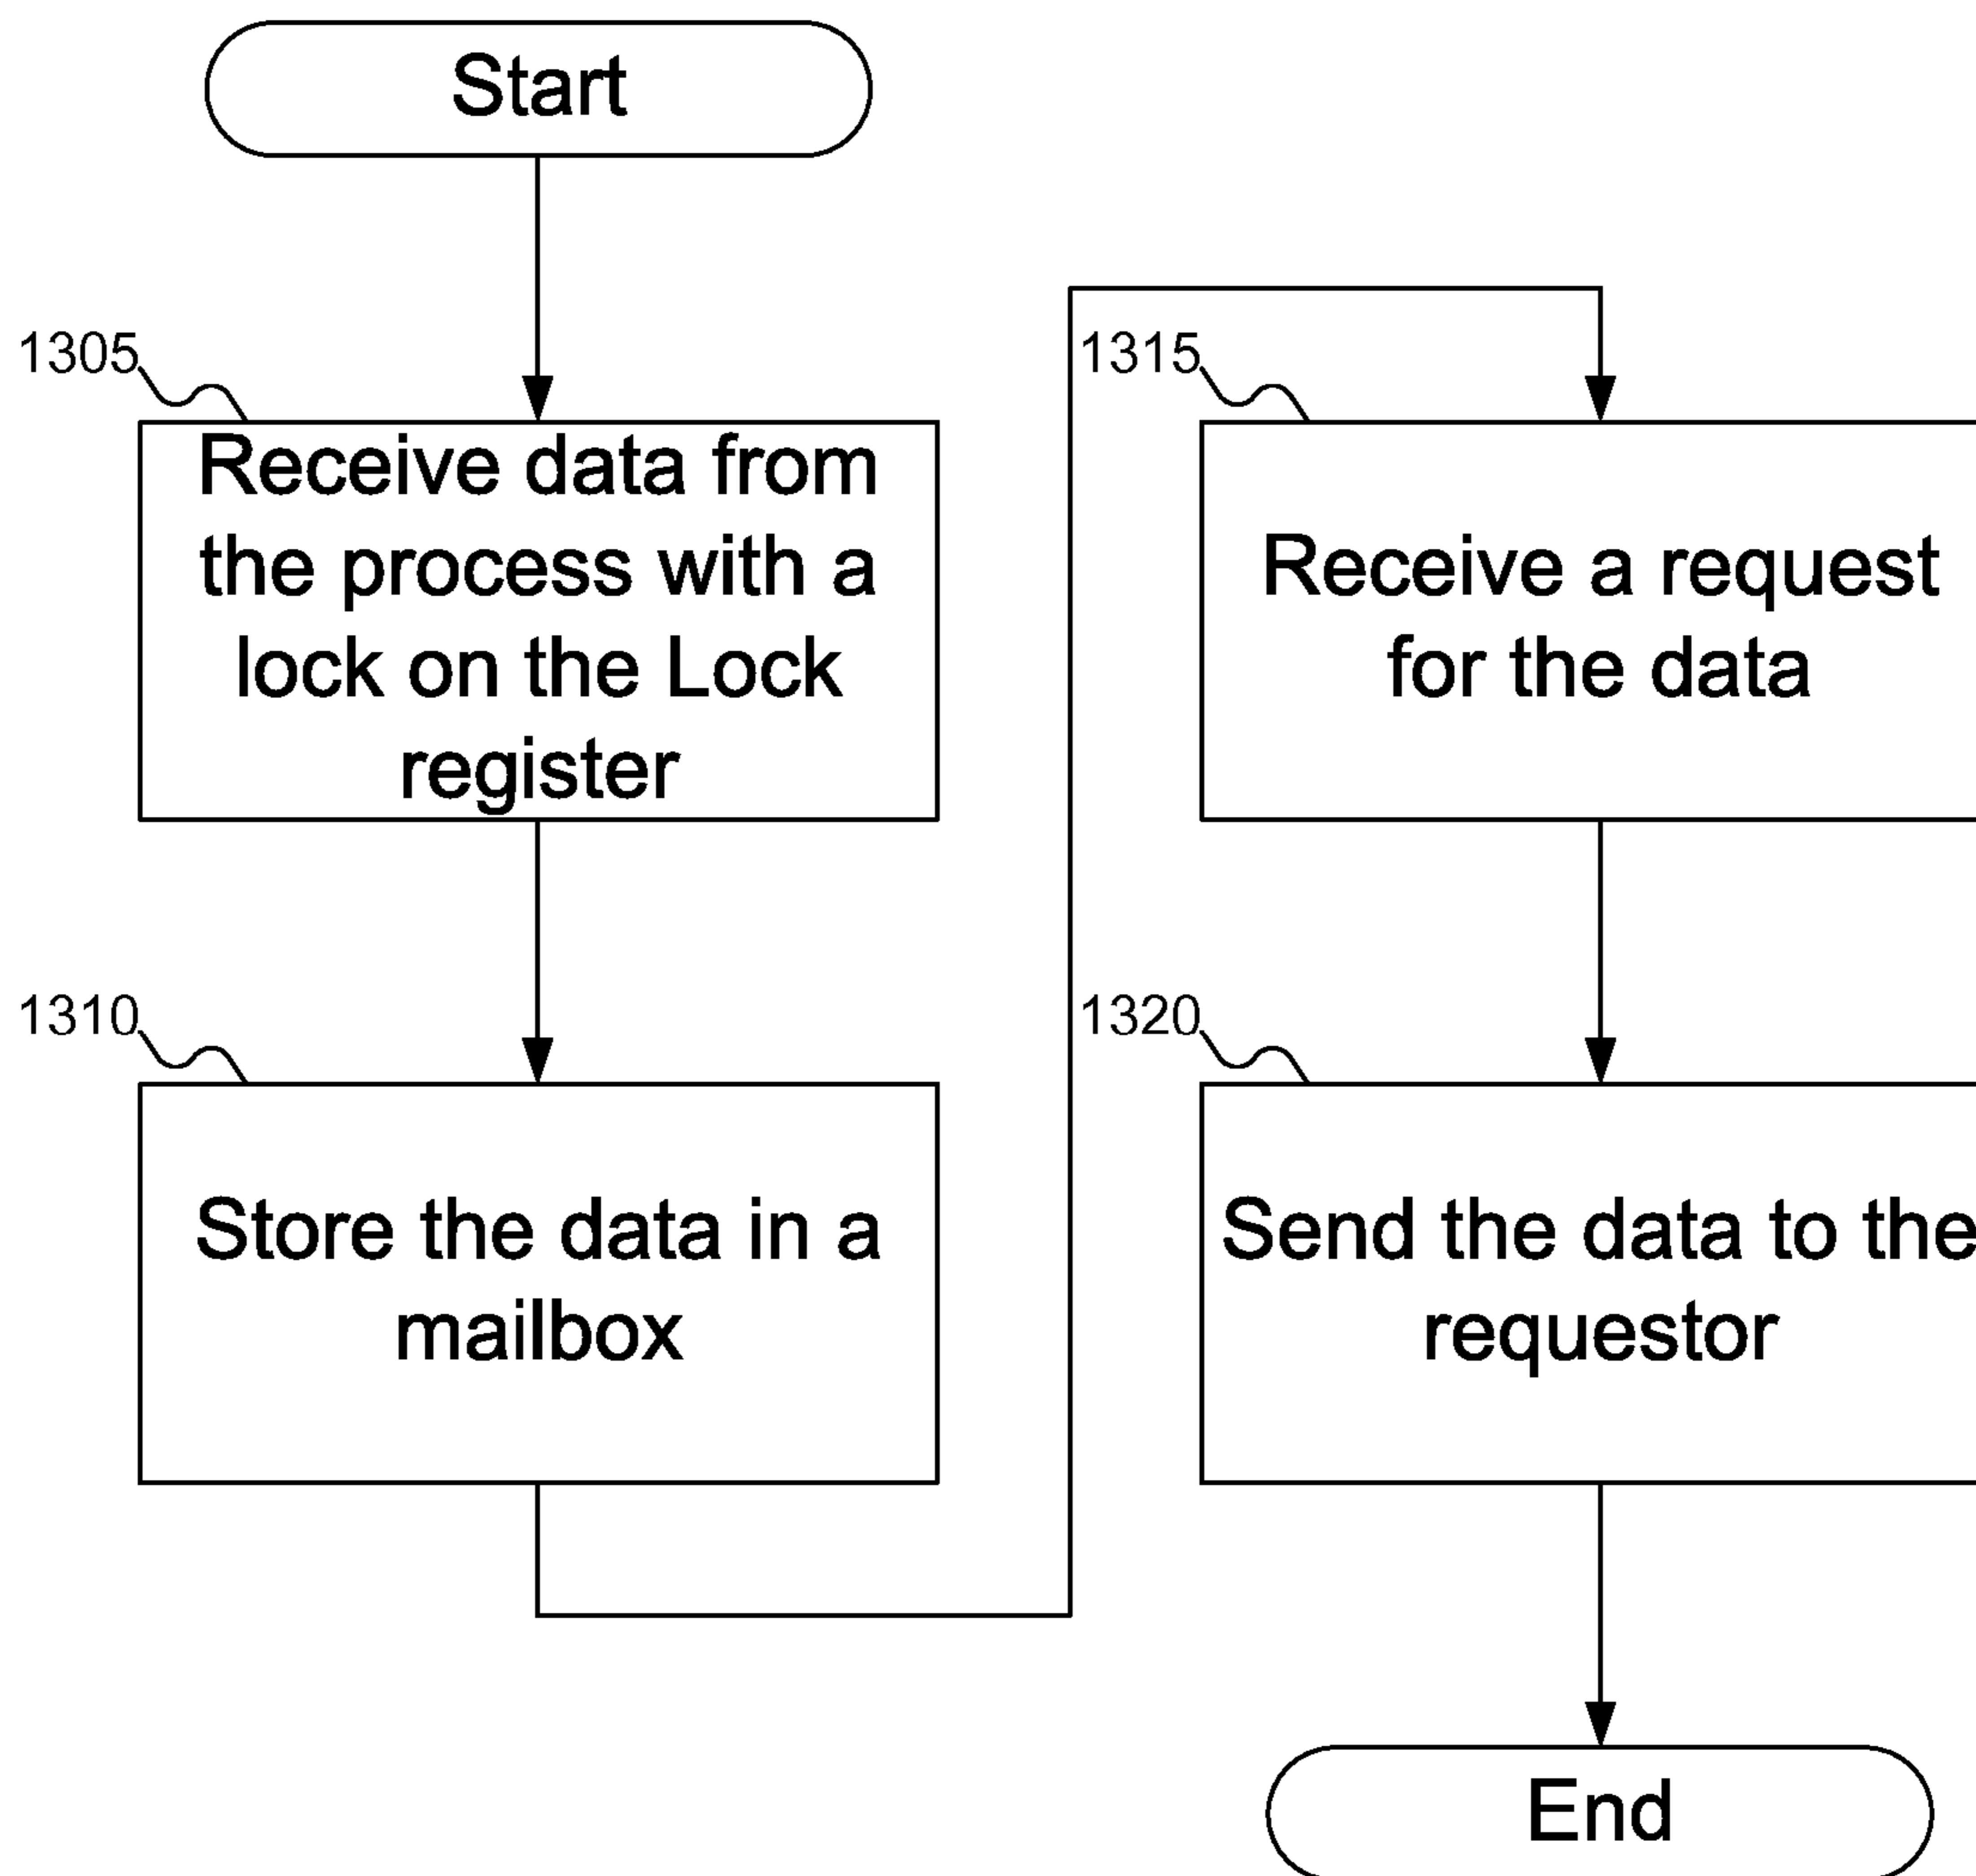 Start
1305
Receive data from
the process with a
lock on the Lock
register
1310
Store the data in a
mailbox
1315
Receive a request
for the data
1320
Send the data to the
requestor
End